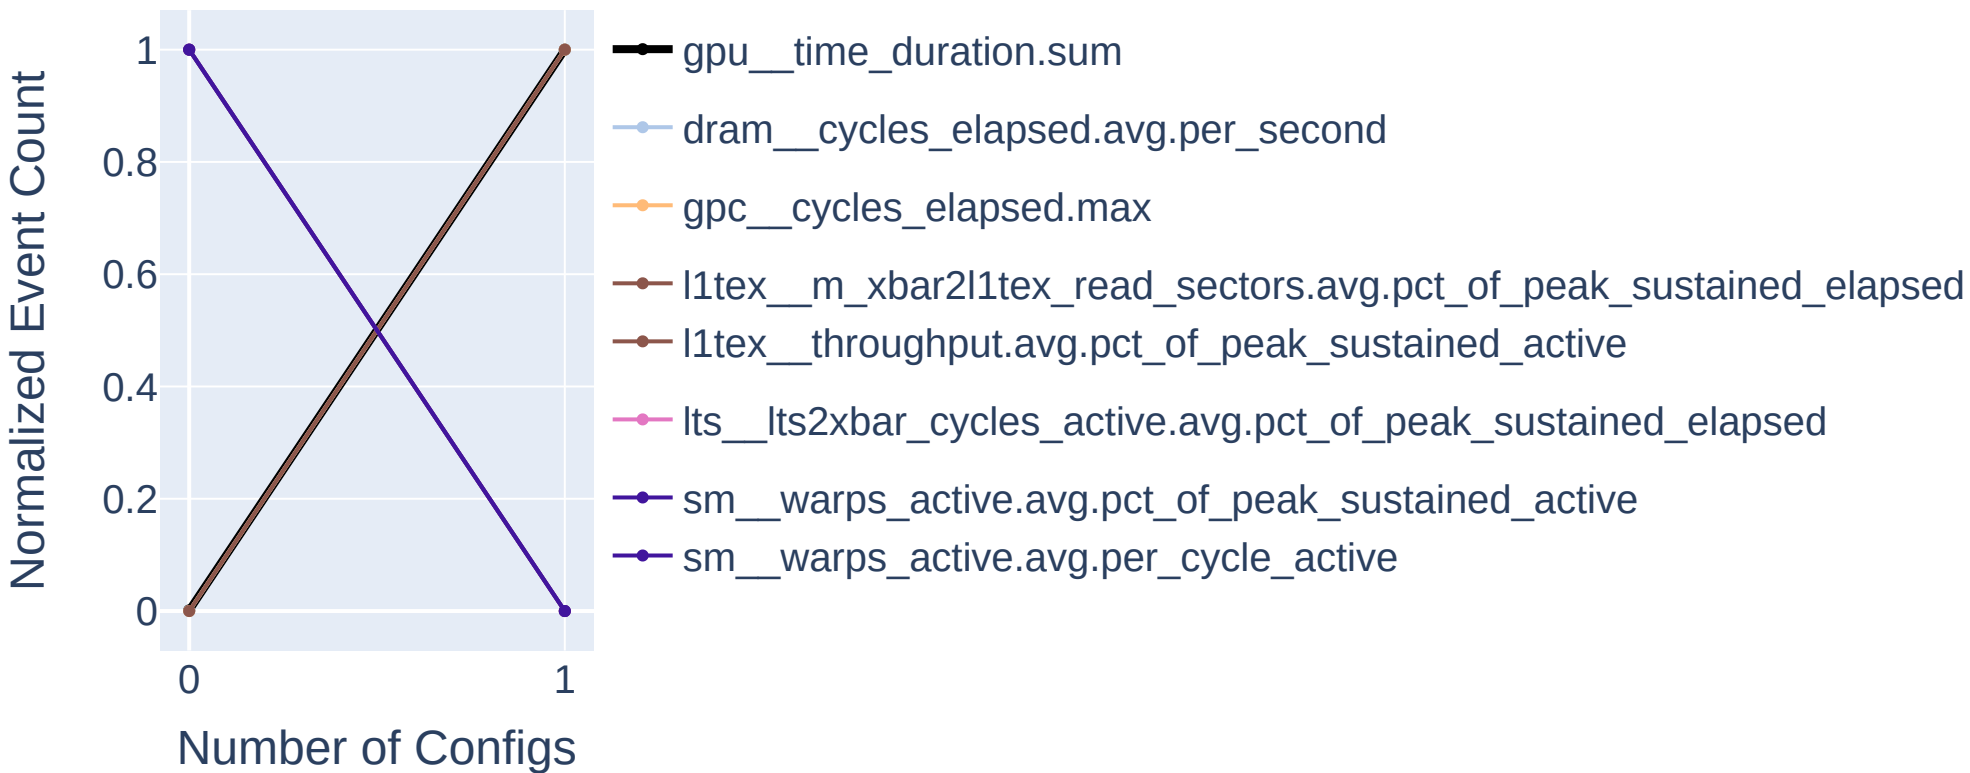 Normalized Event Count
1
0.8
0.6
0.4
0.2
0
0
1
Number of Configs
gpu__time_duration.sum
dram__cycles_elapsed.avg.per_second
gpc__cycles_elapsed.max
l1tex__m_xbar2l1tex_read_sectors.avg.pct_of_peak_sustained_elapsed
l1tex__throughput.avg.pct_of_peak_sustained_active
lts__lts2xbar_cycles_active.avg.pct_of_peak_sustained_elapsed
sm__warps_active.avg.pct_of_peak_sustained_active
sm__warps_active.avg.per_cycle_active